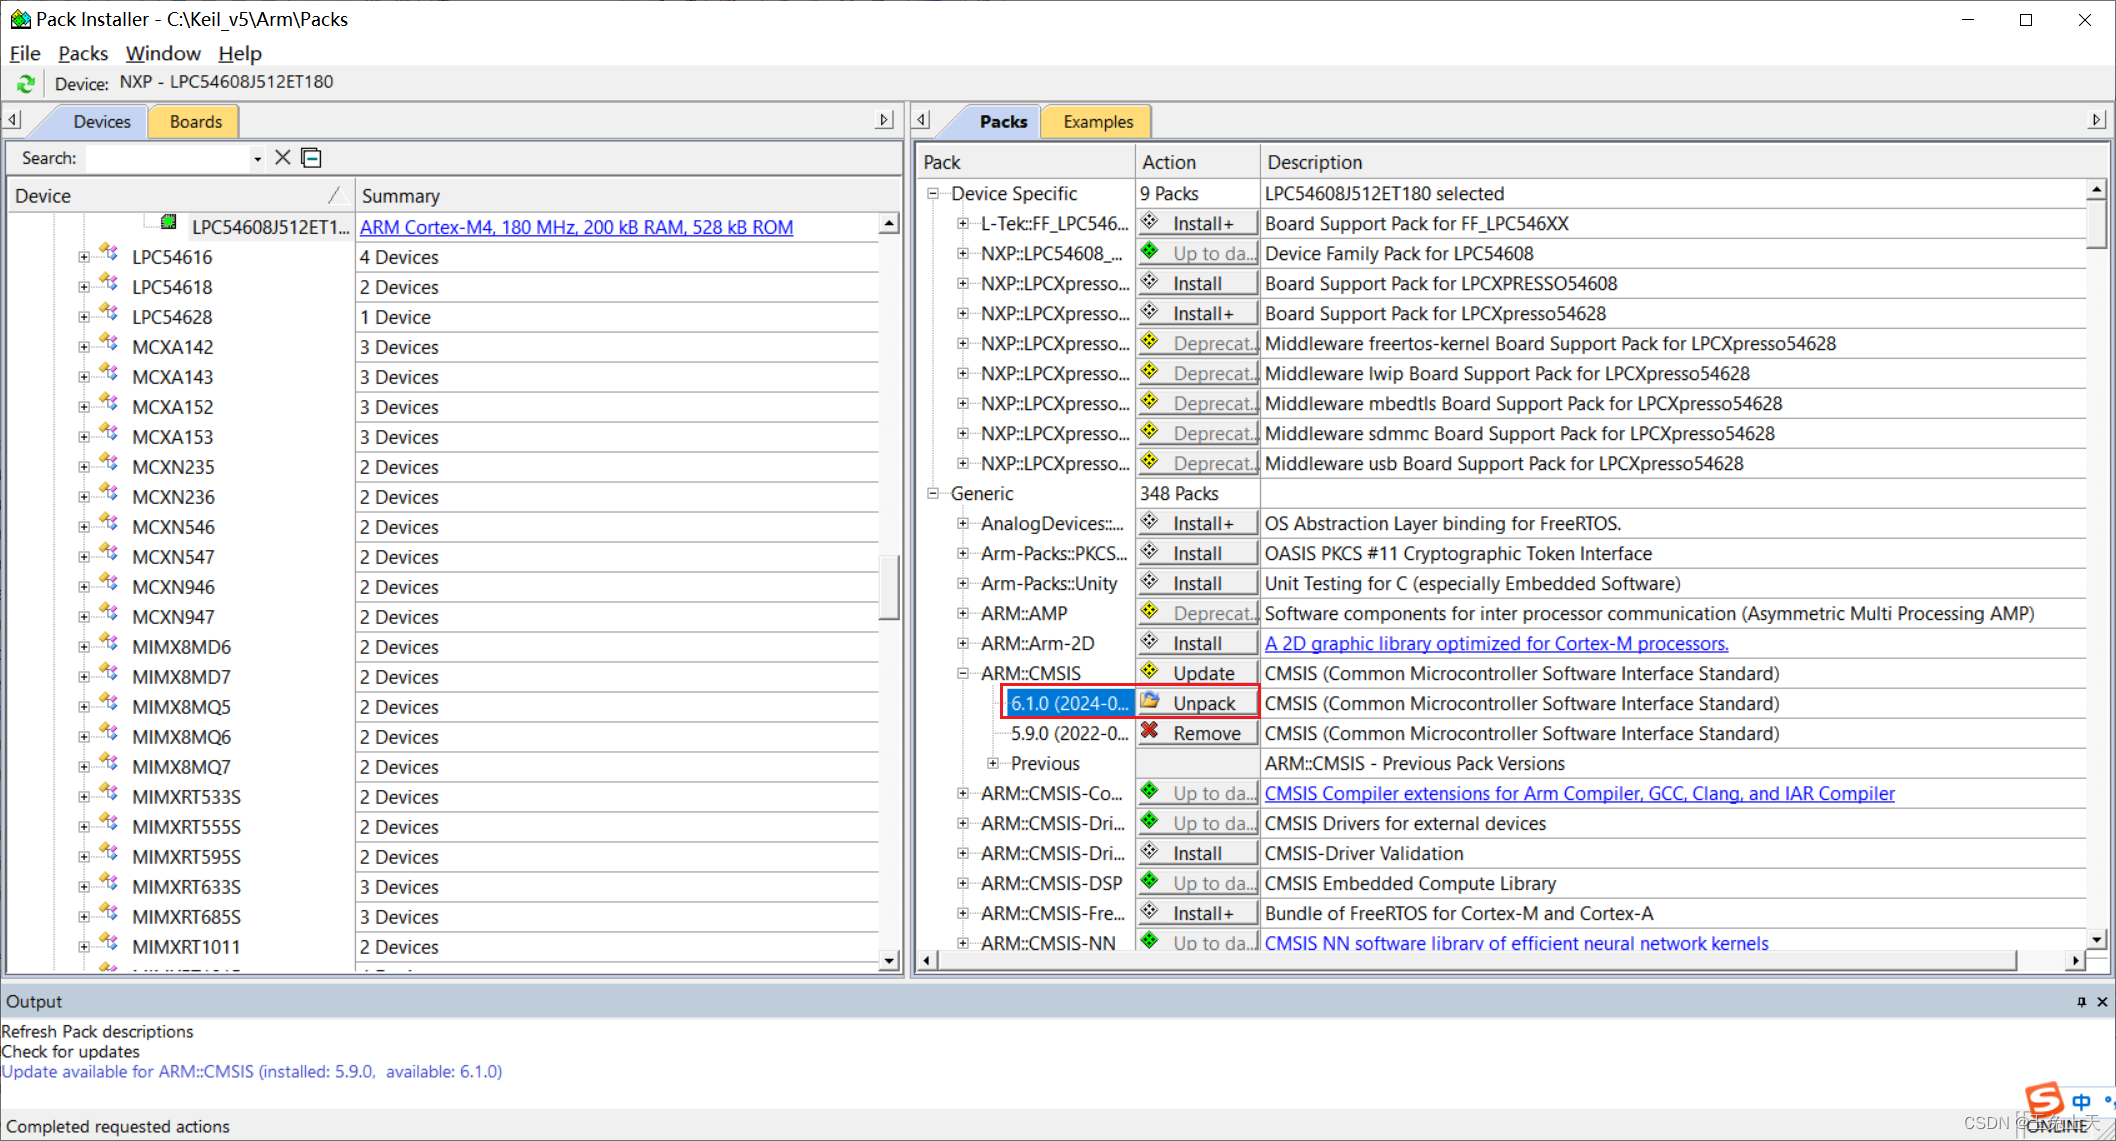 Pack Installer - C:\Keil_v5\Arm\Packs
File Packs Window Help
Device: NXP - LPC54608J512ET180
Devices Boards
Search:
Device Summary
LPC54608J512ET1... ARM Cortex-M4, 180 MHz, 200 kB RAM, 528 kB ROM
LPC54616 4 Devices
LPC54618 2 Devices
LPC54628 1 Device
MCXA142 3 Devices
MCXA143 3 Devices
MCXA152 3 Devices
MCXA153 3 Devices
MCXN235 2 Devices
MCXN236 2 Devices
MCXN546 2 Devices
MCXN547 2 Devices
MCXN946 2 Devices
MCXN947 2 Devices
MIMX8MD6 2 Devices
MIMX8MD7 2 Devices
MIMX8MQ5 2 Devices
MIMX8MQ6 2 Devices
MIMX8MQ7 2 Devices
MIMXRT533S 2 Devices
MIMXRT555S 2 Devices
MIMXRT595S 2 Devices
MIMXRT633S 3 Devices
MIMXRT685S 3 Devices
MIMXRT1011 2 Devices
Packs Examples
Pack Action Description
Device Specific 9 Packs LPC54608J512ET180 selected
L-Tek::FF_LPC546... Install+ Board Support Pack for FF_LPC546XX
NXP::LPC54608_... Up to da... Device Family Pack for LPC54608
NXP::LPCXpresso... Install Board Support Pack for LPCXPRESSO54608
NXP::LPCXpresso... Install+ Board Support Pack for LPCXpresso54628
NXP::LPCXpresso... Deprecat... Middleware freertos-kernel Board Support Pack for LPCXpresso54628
NXP::LPCXpresso... Deprecat... Middleware lwip Board Support Pack for LPCXpresso54628
NXP::LPCXpresso... Deprecat... Middleware mbedtls Board Support Pack for LPCXpresso54628
NXP::LPCXpresso... Deprecat... Middleware sdmmc Board Support Pack for LPCXpresso54628
NXP::LPCXpresso... Deprecat... Middleware usb Board Support Pack for LPCXpresso54628
Generic 348 Packs
AnalogDevices::... Install+ OS Abstraction Layer binding for FreeRTOS.
Arm-Packs::PKCS... Install OASIS PKCS #11 Cryptographic Token Interface
Arm-Packs::Unity Install Unit Testing for C (especially Embedded Software)
ARM::AMP Deprecat... Software components for inter processor communication (Asymmetric Multi Processing AMP)
ARM::Arm-2D Install A 2D graphic library optimized for Cortex-M processors.
ARM::CMSIS Update CMSIS (Common Microcontroller Software Interface Standard)
6.1.0 (2024-0... Unpack CMSIS (Common Microcontroller Software Interface Standard)
5.9.0 (2022-0... Remove CMSIS (Common Microcontroller Software Interface Standard)
Previous ARM::CMSIS - Previous Pack Versions
ARM::CMSIS-Co... Up to da... CMSIS Compiler extensions for Arm Compiler, GCC, Clang, and IAR Compiler
ARM::CMSIS-Dri... Up to da... CMSIS Drivers for external devices
ARM::CMSIS-Dri... Install CMSIS-Driver Validation
ARM::CMSIS-DSP Up to da... CMSIS Embedded Compute Library
ARM::CMSIS-Fre... Install+ Bundle of FreeRTOS for Cortex-M and Cortex-A
ARM::CMSIS-NN Up to da... CMSIS NN software library of efficient neural network kernels
Output
Refresh Pack descriptions
Check for updates
Update available for ARM::CMSIS (installed: 5.9.0, available: 6.1.0)
中
Completed requested actions
ONLINE
CSDN